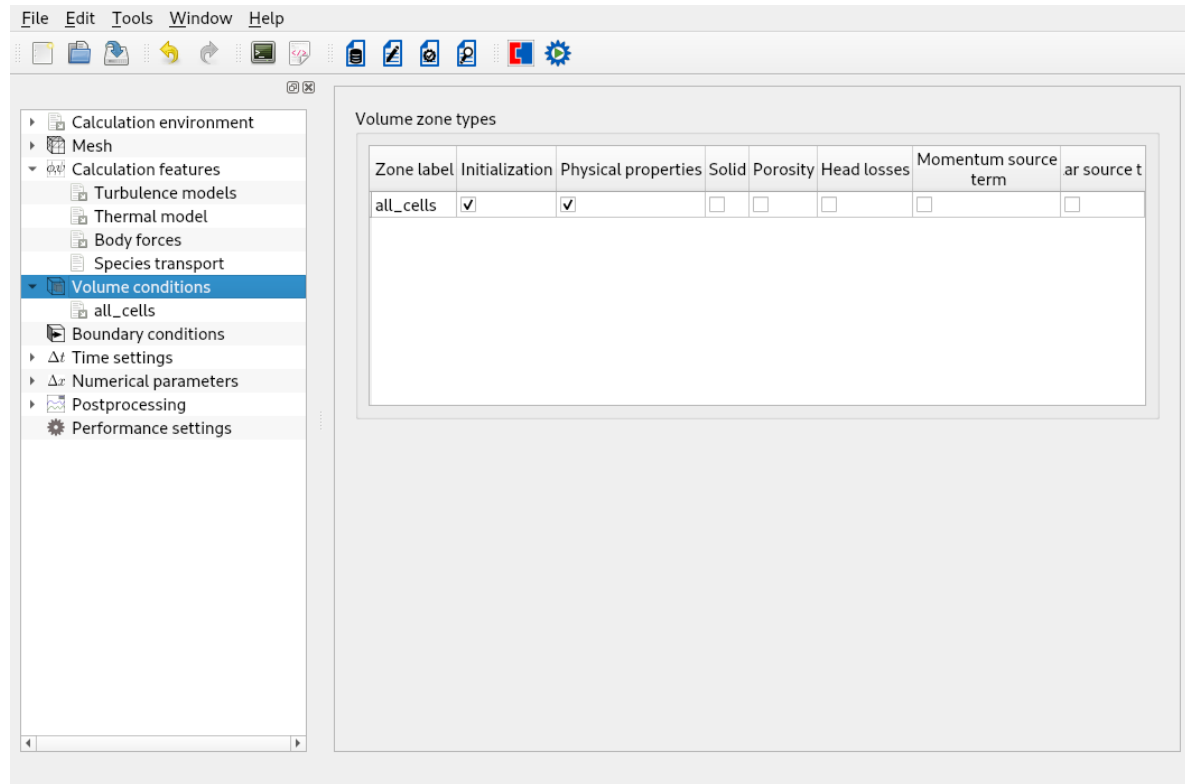 File Edit Tools Window Help
Calculation environment
Mesh
Calculation features
Turbulence models
Thermal model
Body forces
Species transport
Volume conditions
all_cells
Boundary conditions
Δt Time settings
Δx Numerical parameters
Postprocessing
Performance settings
Volume zone types
Zone label Initialization Physical properties Solid Porosity Head losses Momentum source term ar source t
all_cells